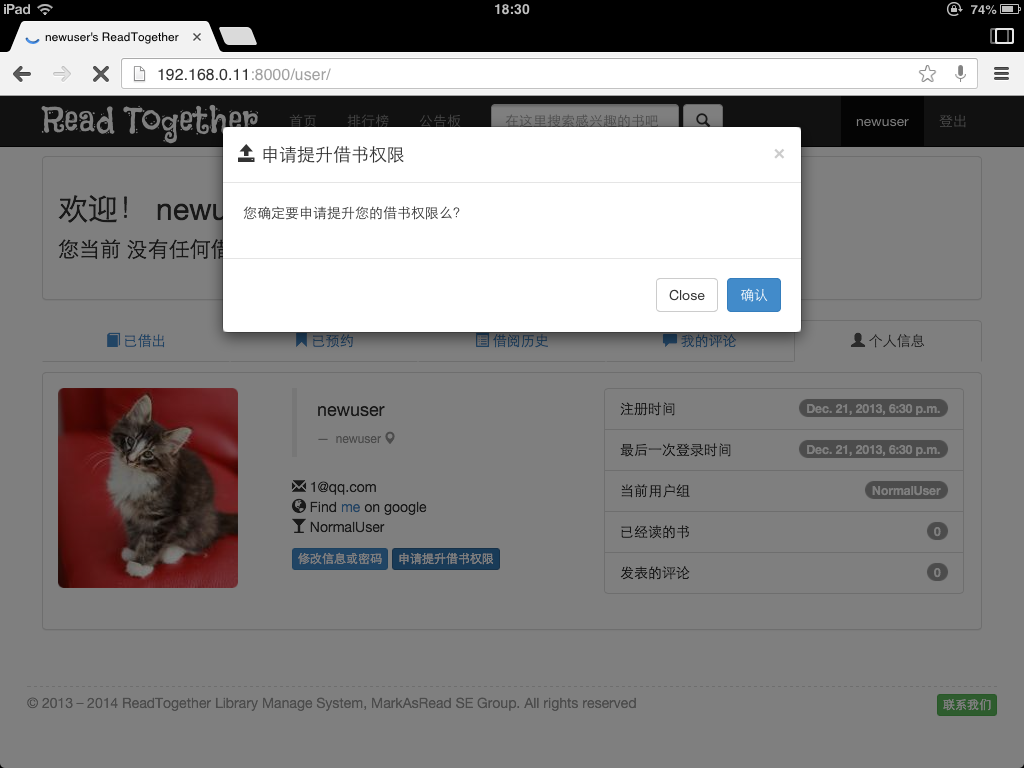 iPad 18:30 74%
newuser's ReadTogether
192.168.0.11:8000/user/
Read Together 首页 排行榜 公告板 在这里搜索感兴趣的书吧 newuser 登出
申请提升借书权限 ×
您确定要申请提升您的借书权限么?
Close 确认
欢迎! newu
您当前 没有任何借
已借出 已预约 借阅历史 我的评论 个人信息
newuser
— newuser
1@qq.com
Find me on google
NormalUser
修改信息或密码 申请提升借书权限
注册时间 Dec. 21, 2013, 6:30 p.m.
最后一次登录时间 Dec. 21, 2013, 6:30 p.m.
当前用户组 NormalUser
已经读的书 0
发表的评论 0
© 2013 – 2014 ReadTogether Library Manage System, MarkAsRead SE Group. All rights reserved 联系我们